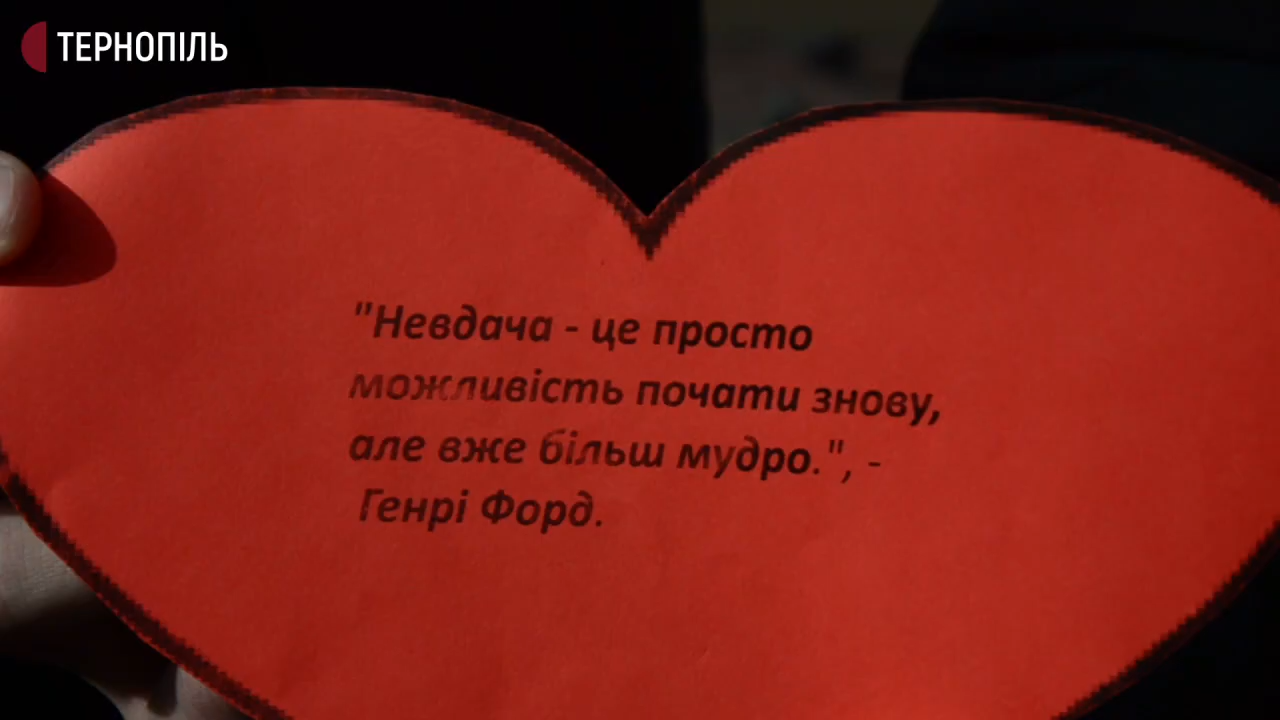 ТЕРНОПІЛЬ
"Невдача - це просто
можливість почати знову,
але вже більш мудро.", -
Генрі Форд.